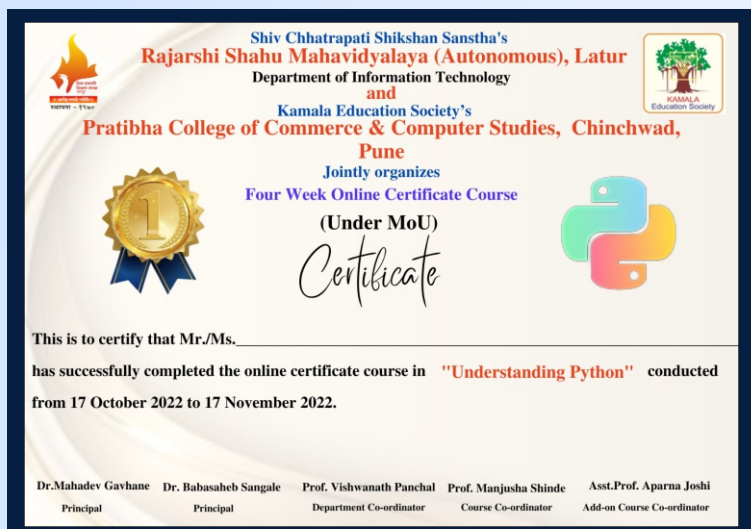 Shiv Chhatrapati Shikshan Sanstha's
Rajarshi Shahu Mahavidyalaya (Autonomous), Latur
Department of Information Technology
and
Kamala Education Society's
Pratibha College of Commerce & Computer Studies, Chinchwad,
Pune
Jointly organizes
Four Week Online Certificate Course
(Under MoU)
Certificate
स्थापना - १९७०
KAMALA
Education Society
1
This is to certify that Mr./Ms.
has successfully completed the online certificate course in "Understanding Python" conducted
from 17 October 2022 to 17 November 2022.
Dr.Mahadev Gavhane Dr. Babasaheb Sangale Prof. Vishwanath Panchal Prof. Manjusha Shinde Asst.Prof. Aparna Joshi
Principal Principal Department Co-ordinator Course Co-ordinator Add-on Course Co-ordinator